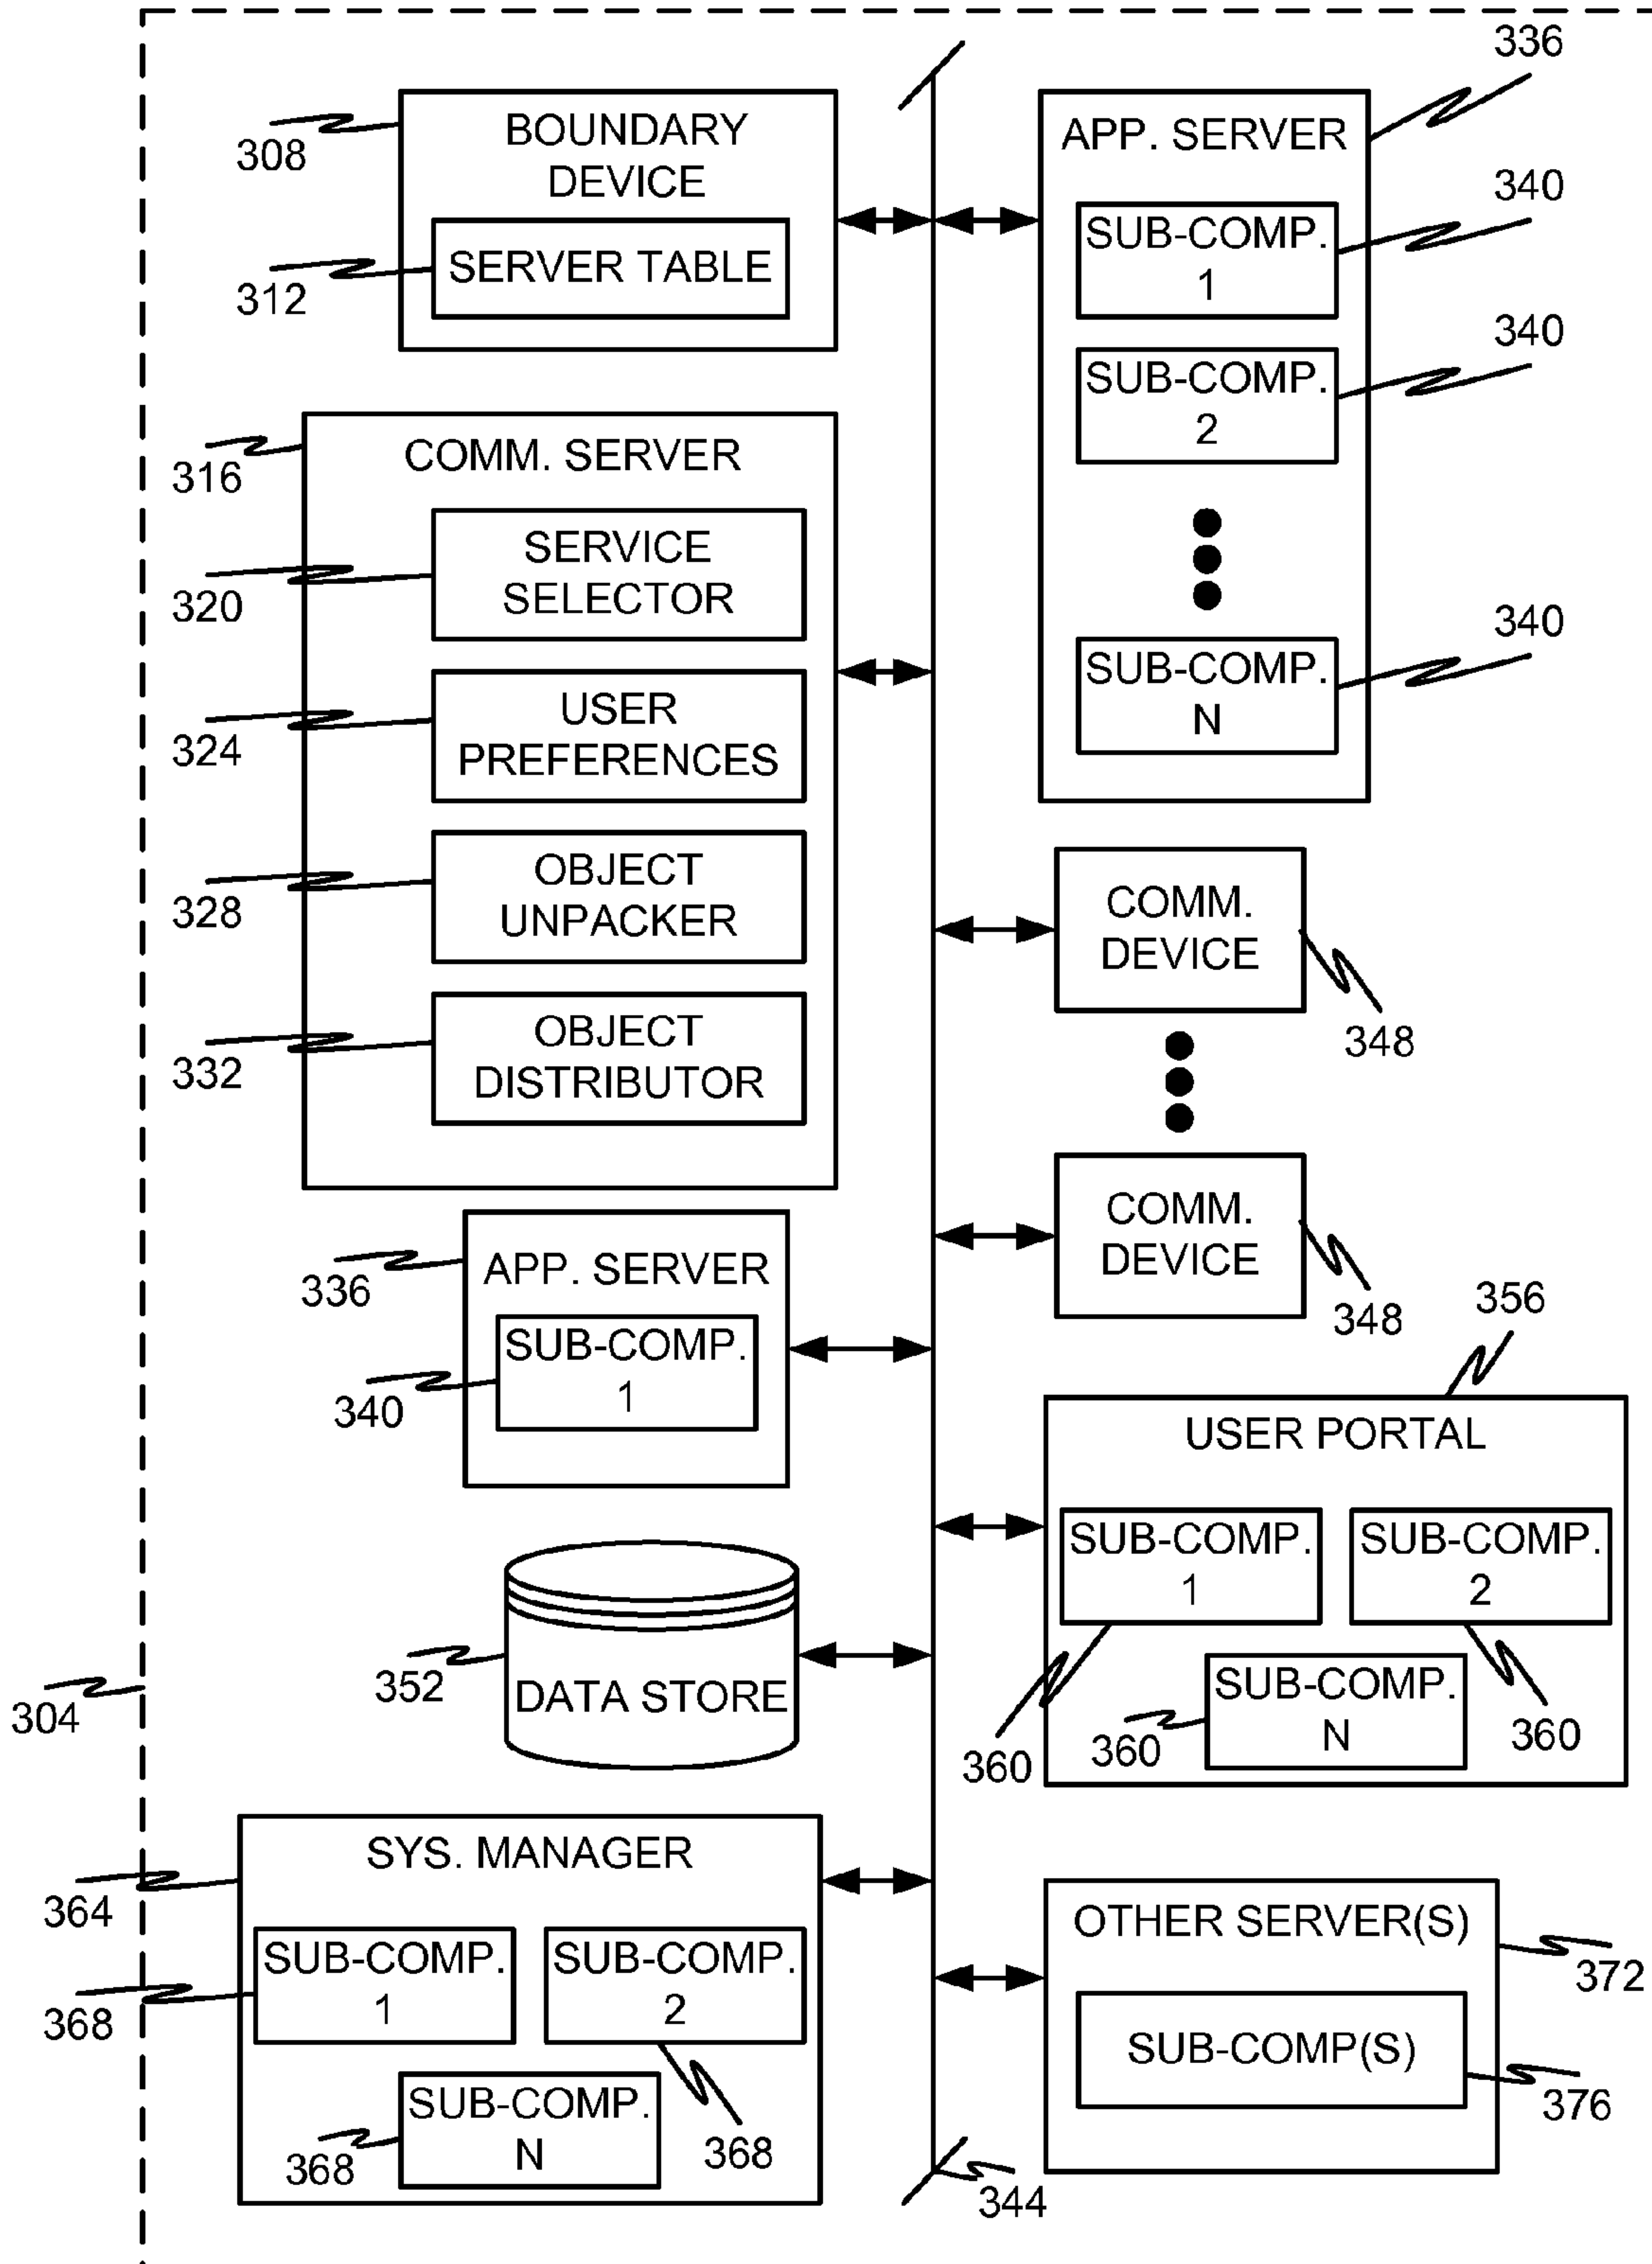 336
BOUNDARY
DEVICE
308
SERVER TABLE
312
APP. SERVER
340
SUB-COMP.
1
340
SUB-COMP.
2
340
SUB-COMP.
N
COMM. SERVER
316
SERVICE
SELECTOR
320
USER
PREFERENCES
324
OBJECT
UNPACKER
328
OBJECT
DISTRIBUTOR
332
COMM.
DEVICE
348
COMM.
DEVICE
348
APP. SERVER
336
SUB-COMP.
1
340
356
USER PORTAL
SUB-COMP.
1
SUB-COMP.
2
SUB-COMP.
N
360
360
360
DATA STORE
352
304
SYS. MANAGER
364
SUB-COMP.
1
SUB-COMP.
2
368
SUB-COMP.
N
368
368
OTHER SERVER(S)
372
SUB-COMP(S)
376
344